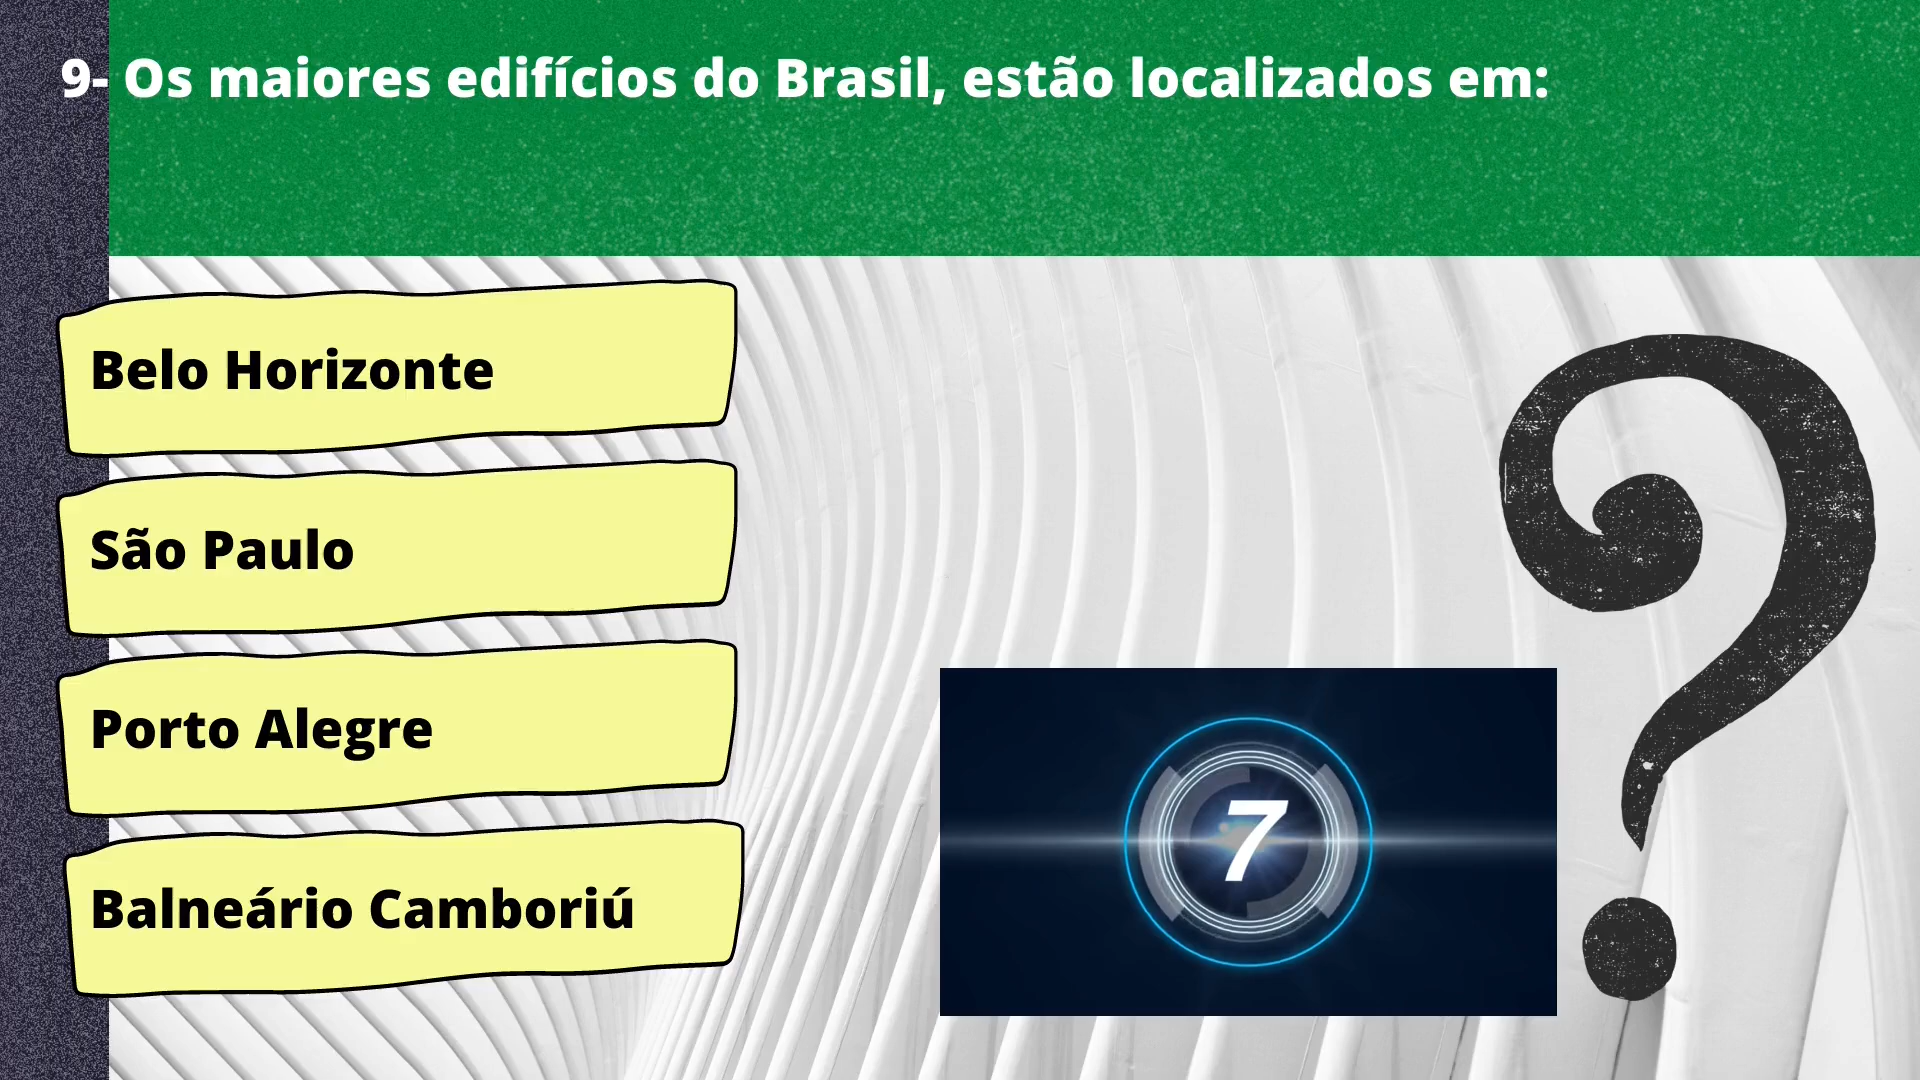 9- Os maiores edifícios do Brasil, estão localizados em:
Belo Horizonte
São Paulo
Porto Alegre
Balneário Camboriú
7